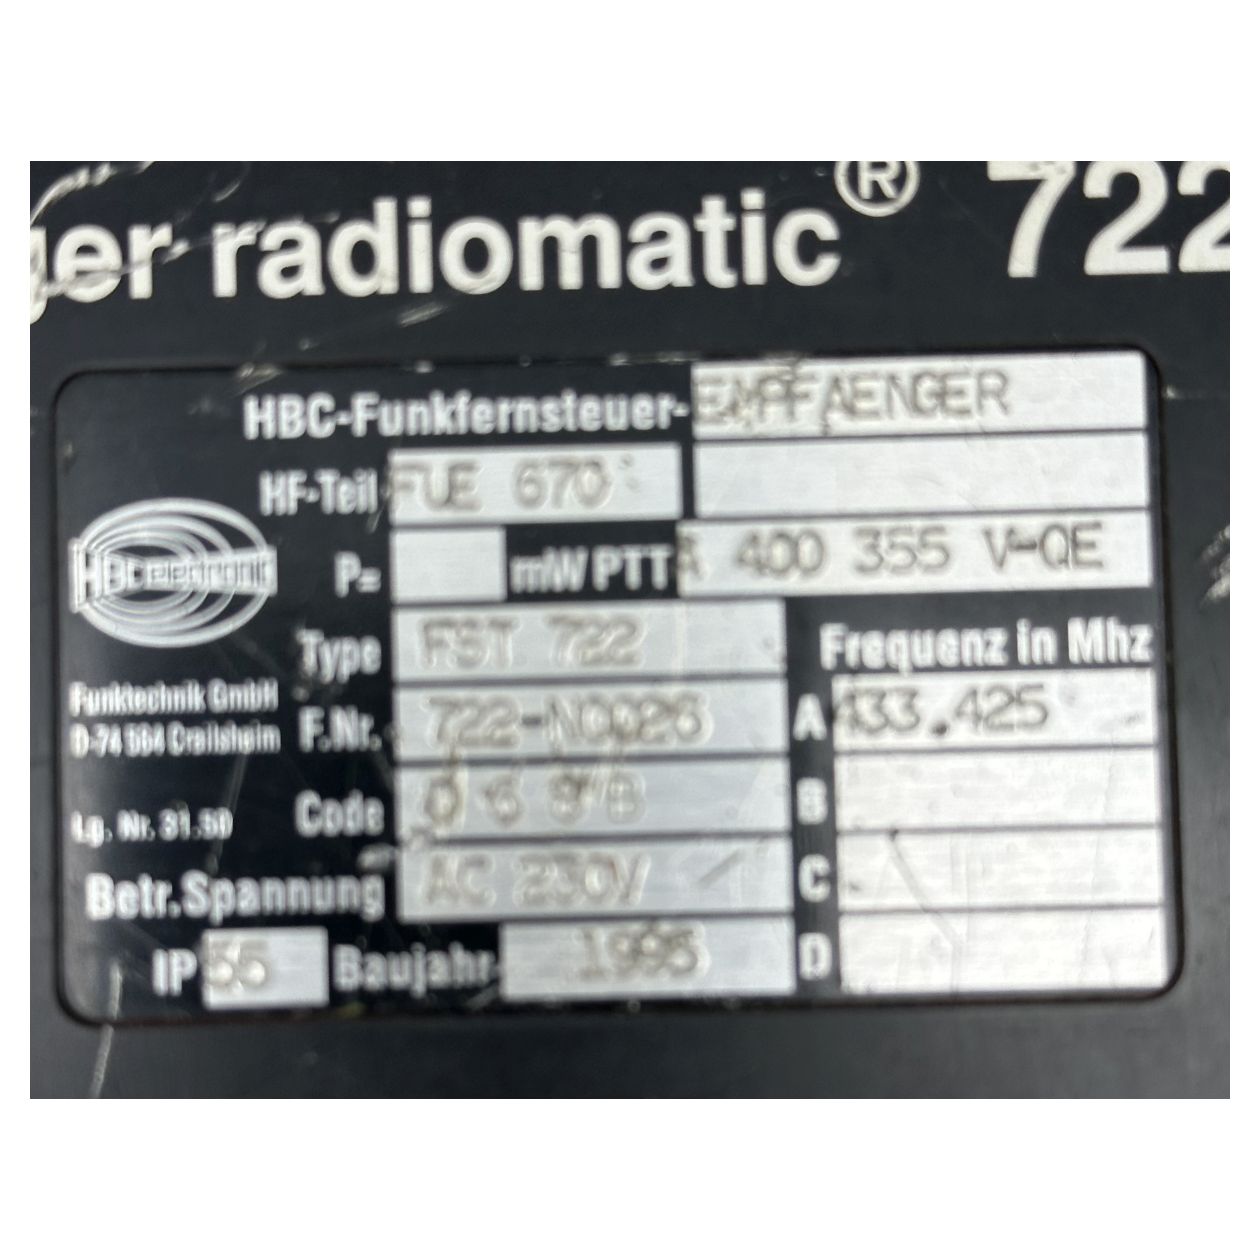 ger radiomatic® 722
HBC-Funkfernsteuer- EMPFAENGER
HF-Teil FUE 670
P= mW PTT A 400 355 V-QE
Type FST 722
Frequenz in Mhz
HBC electronic
Funktechnik GmbH
D-74 564 Crailsheim
F.Nr. 722-N0026
A 433.425
Lg. Nr. 31.50
Code
B
Betr.Spannung AC 230V
C
IP 55 Baujahr 1995
D